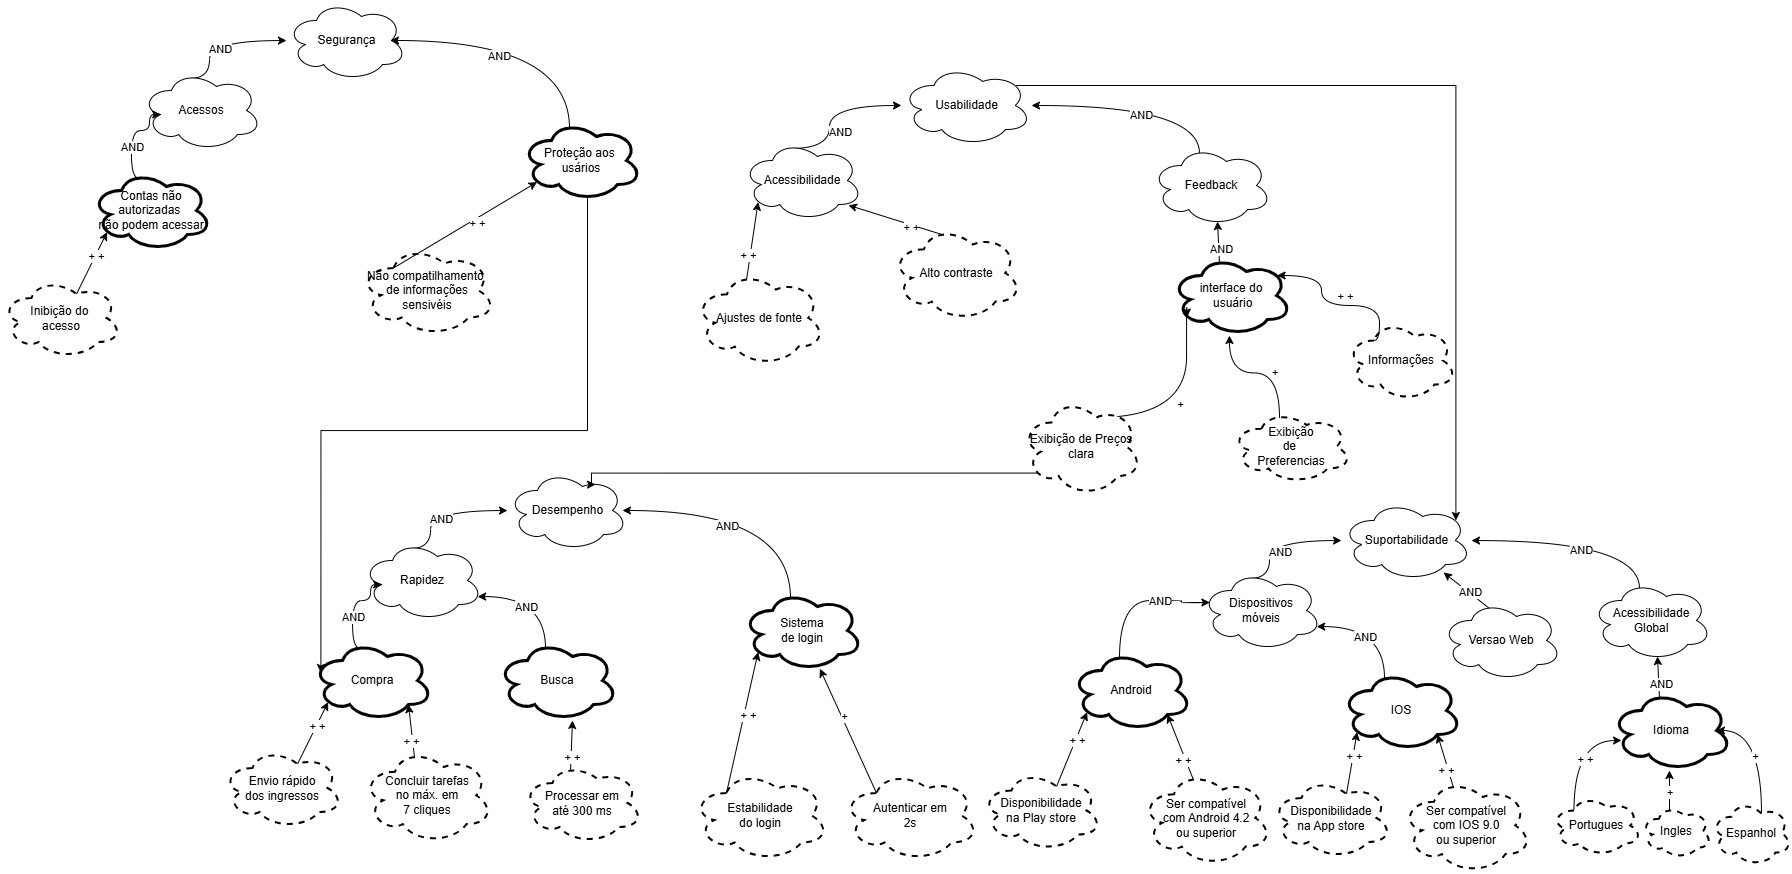 Segurança
AND
AND
Acessos
AND
Contas não
autorizadas
não podem acessar
+ +
Inibição do
acesso
Proteção aos
usários
+ +
Não compatilhamento
de informações
sensivéis
Usabilidade
AND
AND
Acessibilidade
+ +
+ +
Ajustes de fonte
Alto contraste
Feedback
AND
interface do
usuário
+ +
Informações
+
+
Exibição de Preços
clara
Exibição
de
Preferencias
Desempenho
AND
AND
Rapidez
AND
AND
Compra
Busca
+ +
+ +
+ +
Envio rápido
dos ingressos
Concluir tarefas
no máx. em
7 cliques
Processar em
até 300 ms
Sistema
de login
+ +
+
Estabilidade
do login
Autenticar em
2s
Suportabilidade
AND
AND
AND
Dispositivos
móveis
Versao Web
Acessibilidade
Global
AND
AND
AND
Android
IOS
Idioma
+ +
+ +
+ +
+ +
+ +
+
+
Disponibilidade
na Play store
Ser compatível
com Android 4.2
ou superior
Disponibilidade
na App store
Ser compatível
com IOS 9.0
ou superior
Portugues
Ingles
Espanhol